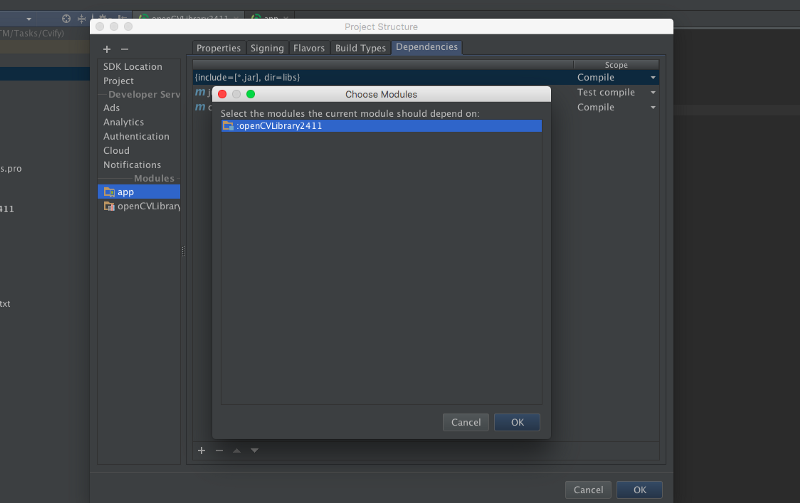 openCVLibrary2411
app
Project Structure
TM/Tasks/Cvify)
Properties
Signing
Flavors
Build Types
Dependencies
SDK Location
Project
Developer Serv
Ads
Analytics
Authentication
Cloud
Notifications
Modules
app
openCVLibrary
s.pro
2411
txt
Scope
{include=[*.jar], dir=libs}
Compile
m j
Test compile
m c
Compile
Choose Modules
Select the modules the current module should depend on:
:openCVLibrary2411
Cancel
OK
Cancel
OK